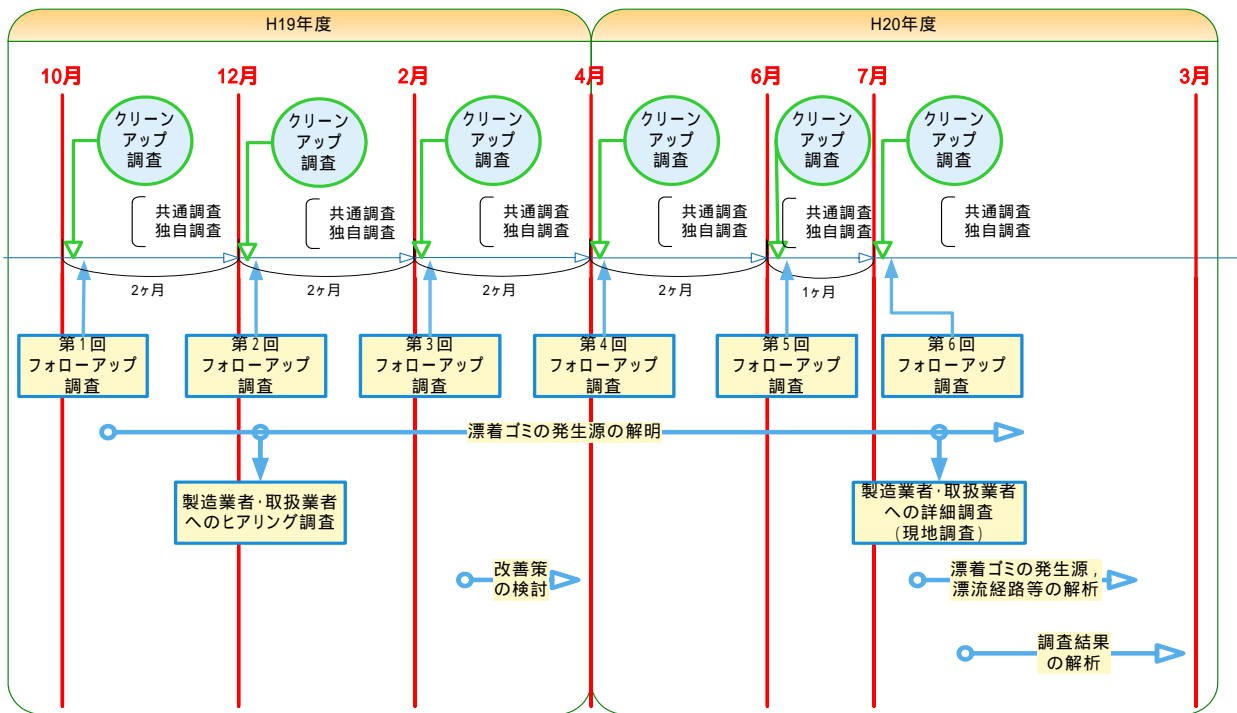 H19年度
H20年度
10月
12月
2月
4月
6月
7月
3月
クリーン
アップ
調査
クリーン
アップ
調査
クリーン
アップ
調査
クリーン
アップ
調査
クリーン
アップ
調査
クリーン
アップ
調査
共通調査
独自調査
共通調査
独自調査
共通調査
独自調査
共通調査
独自調査
共通調査
独自調査
共通調査
独自調査
2ヶ月
2ヶ月
2ヶ月
2ヶ月
1ヶ月
第1回
フォローアップ
調査
第2回
フォローアップ
調査
第3回
フォローアップ
調査
第4回
フォローアップ
調査
第5回
フォローアップ
調査
第6回
フォローアップ
調査
漂着ゴミの発生源の解明
製造業者・取扱業者
へのヒアリング調査
製造業者・取扱業者
への詳細調査
(現地調査)
改善策
の検討
漂着ゴミの発生源,
漂流経路等の解析
調査結果
の解析